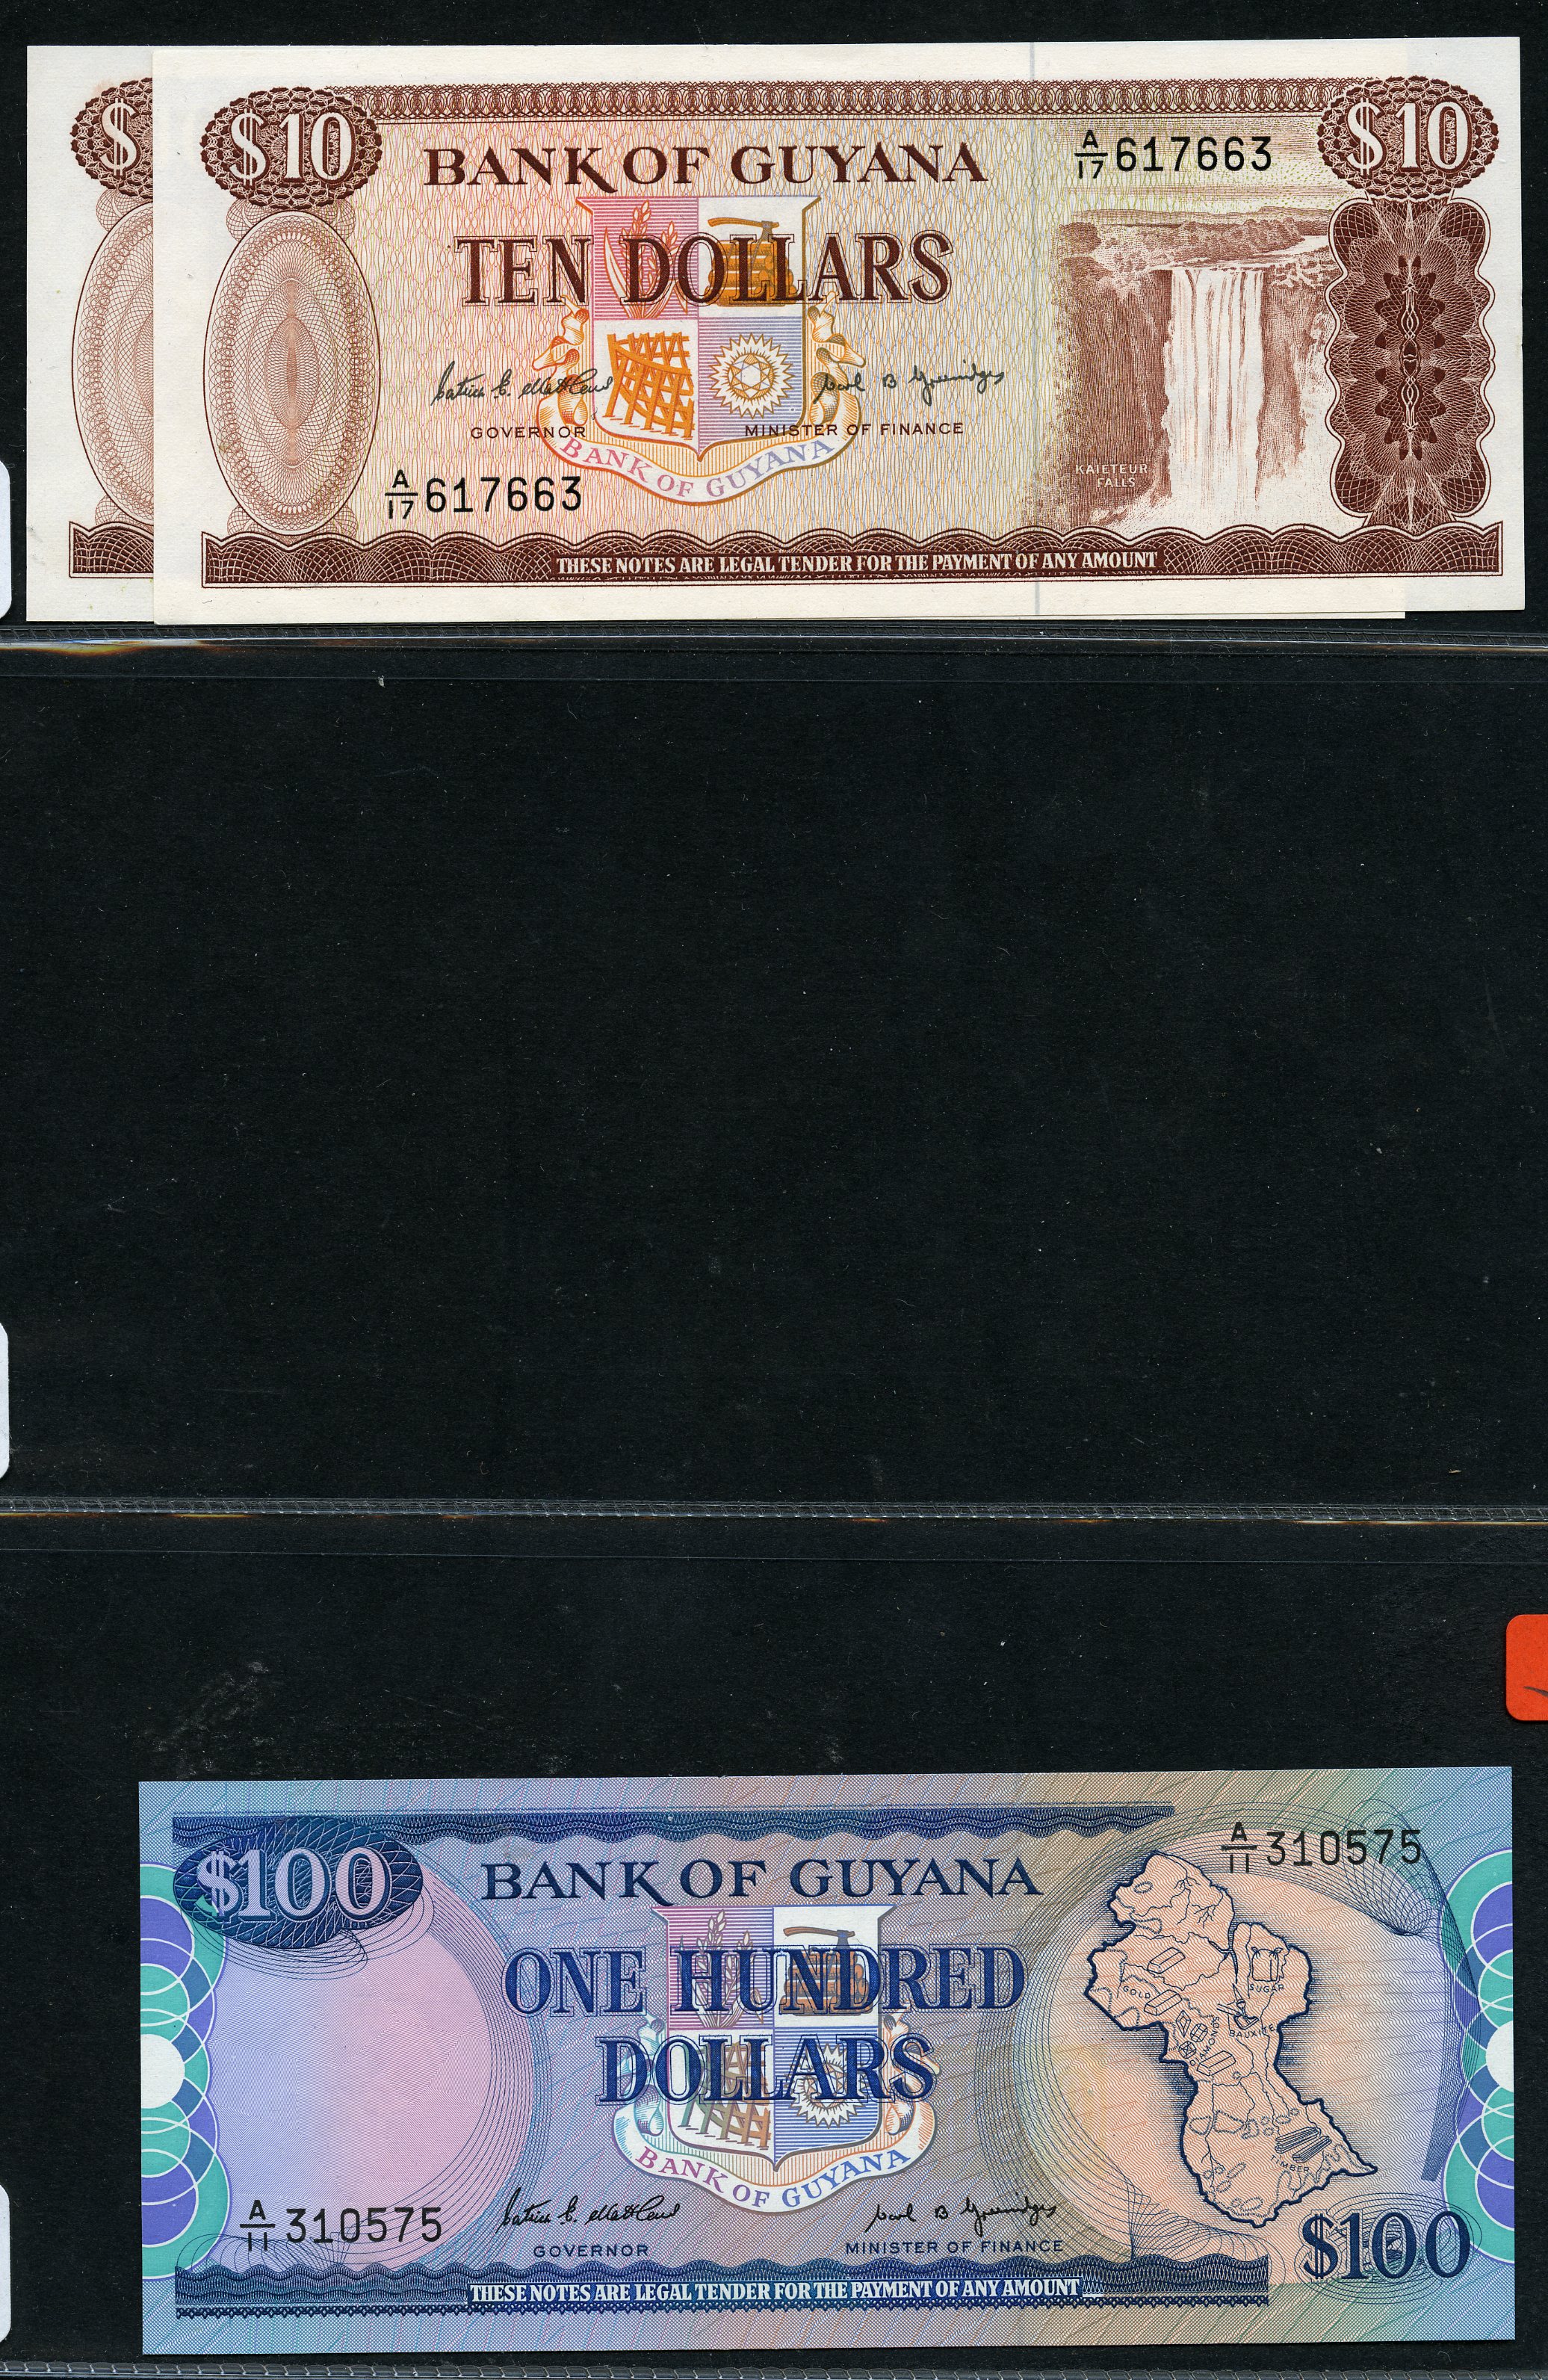 $
$10
BANK OF GUYANA
A/17 617663
$10
TEN DOLLARS
GOVERNOR
MINISTER OF FINANCE
BANK OF GUYANA
KAIETEUR
FALLS
A/17 617663
THESE NOTES ARE LEGAL TENDER FOR THE PAYMENT OF ANY AMOUNT
$100
BANK OF GUYANA
A/11 310575
ONE HUNDRED
DOLLARS
GOLD
SUGAR
BAUXITE
DIAMONDS
TIMBER
BANK OF GUYANA
A/11 310575
GOVERNOR
MINISTER OF FINANCE
$100
THESE NOTES ARE LEGAL TENDER FOR THE PAYMENT OF ANY AMOUNT